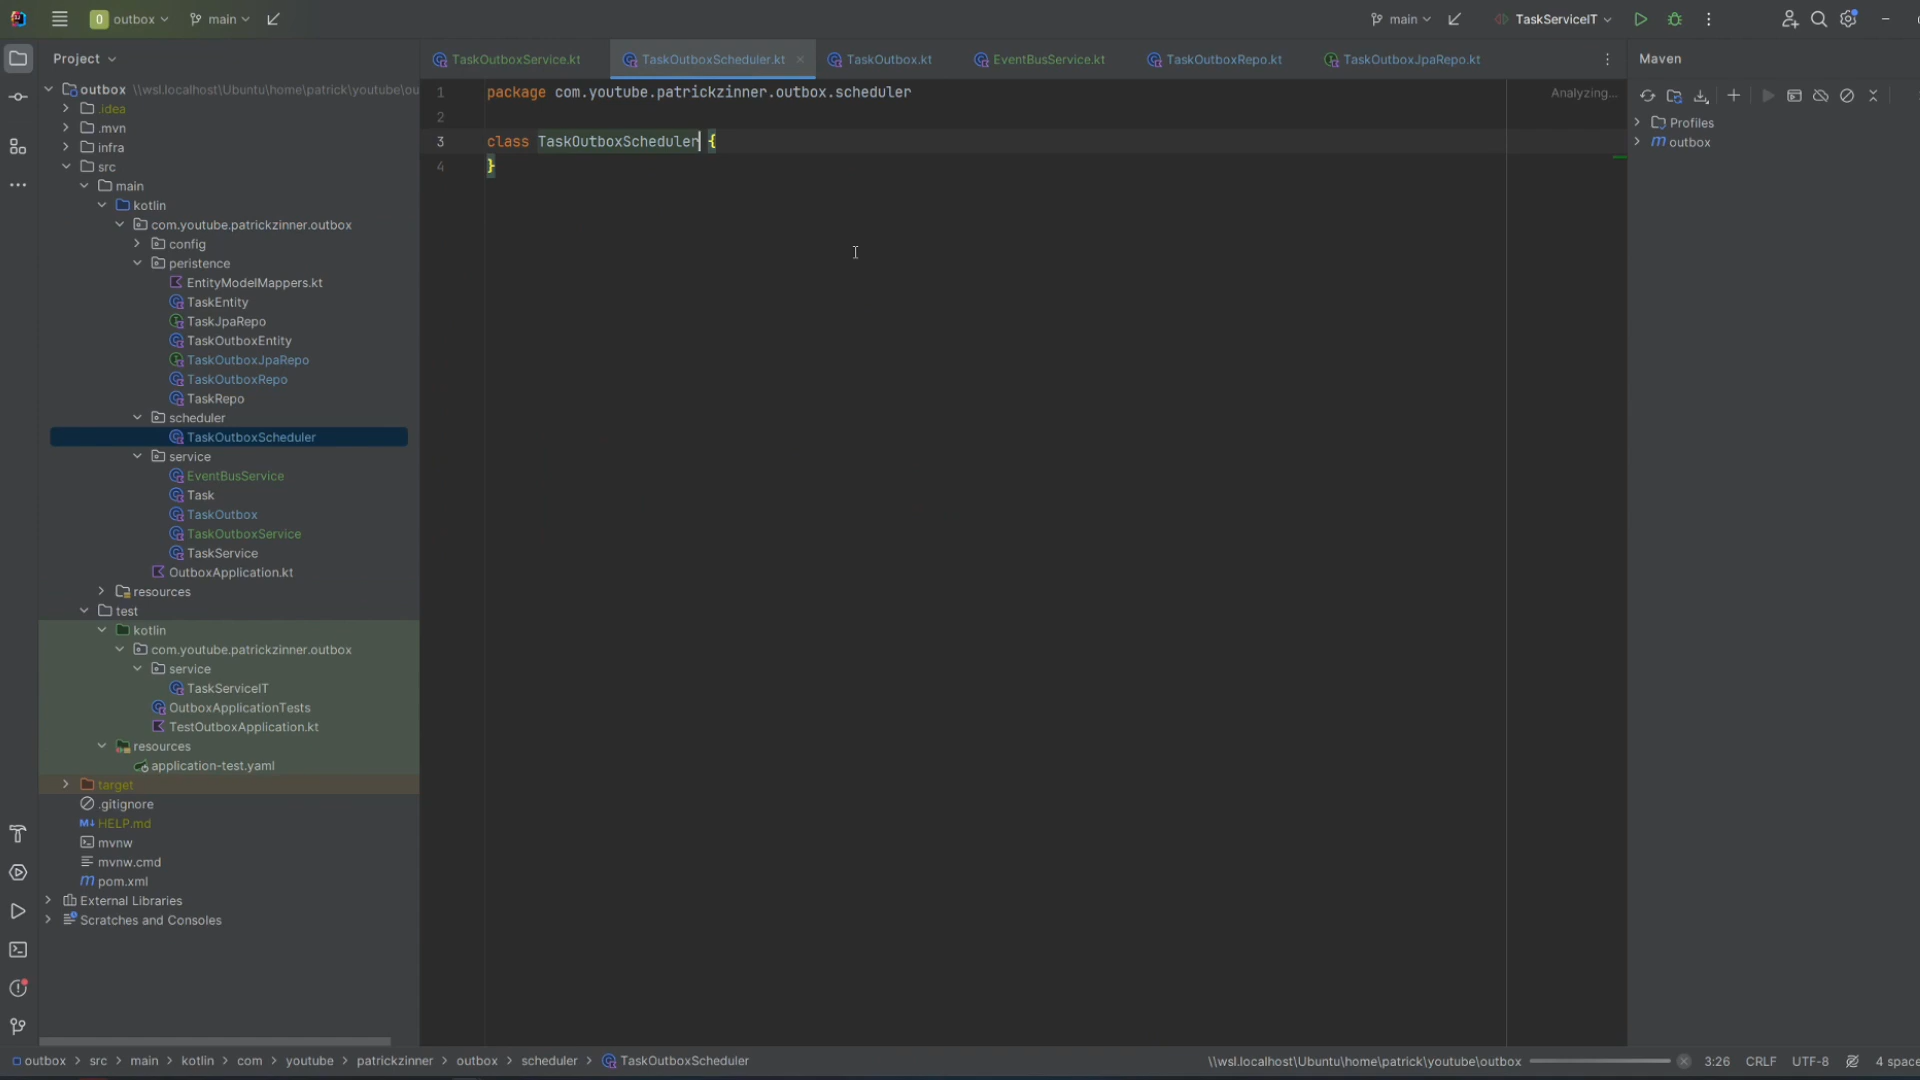 outbox
main
main
TaskServiceIT
Project
TaskOutboxService.kt
TaskOutboxScheduler.kt
TaskOutbox.kt
EventBusService.kt
TaskOutboxRepo.kt
TaskOutboxJpaRepo.kt
Maven
outbox \\wsl.localhost\Ubuntu\home\patrick\youtube\ou
.idea
.mvn
infra
src
main
kotlin
com.youtube.patrickzinner.outbox
config
peristence
EntityModelMappers.kt
TaskEntity
TaskJpaRepo
TaskOutboxEntity
TaskOutboxJpaRepo
TaskOutboxRepo
TaskRepo
scheduler
TaskOutboxScheduler
service
EventBusService
Task
TaskOutbox
TaskOutboxService
TaskService
OutboxApplication.kt
resources
test
kotlin
com.youtube.patrickzinner.outbox
service
TaskServiceIT
OutboxApplicationTests
TestOutboxApplication.kt
resources
application-test.yaml
target
.gitignore
HELP.md
mvnw
mvnw.cmd
pom.xml
External Libraries
Scratches and Consoles
1 package com.youtube.patrickzinner.outbox.scheduler
2
3 class TaskOutboxScheduler {
4 }
Analyzing...
Profiles
outbox
outbox > src > main > kotlin > com > youtube > patrickzinner > outbox > scheduler > TaskOutboxScheduler
\\wsl.localhost\Ubuntu\home\patrick\youtube\outbox
3:26 CRLF UTF-8 4 space